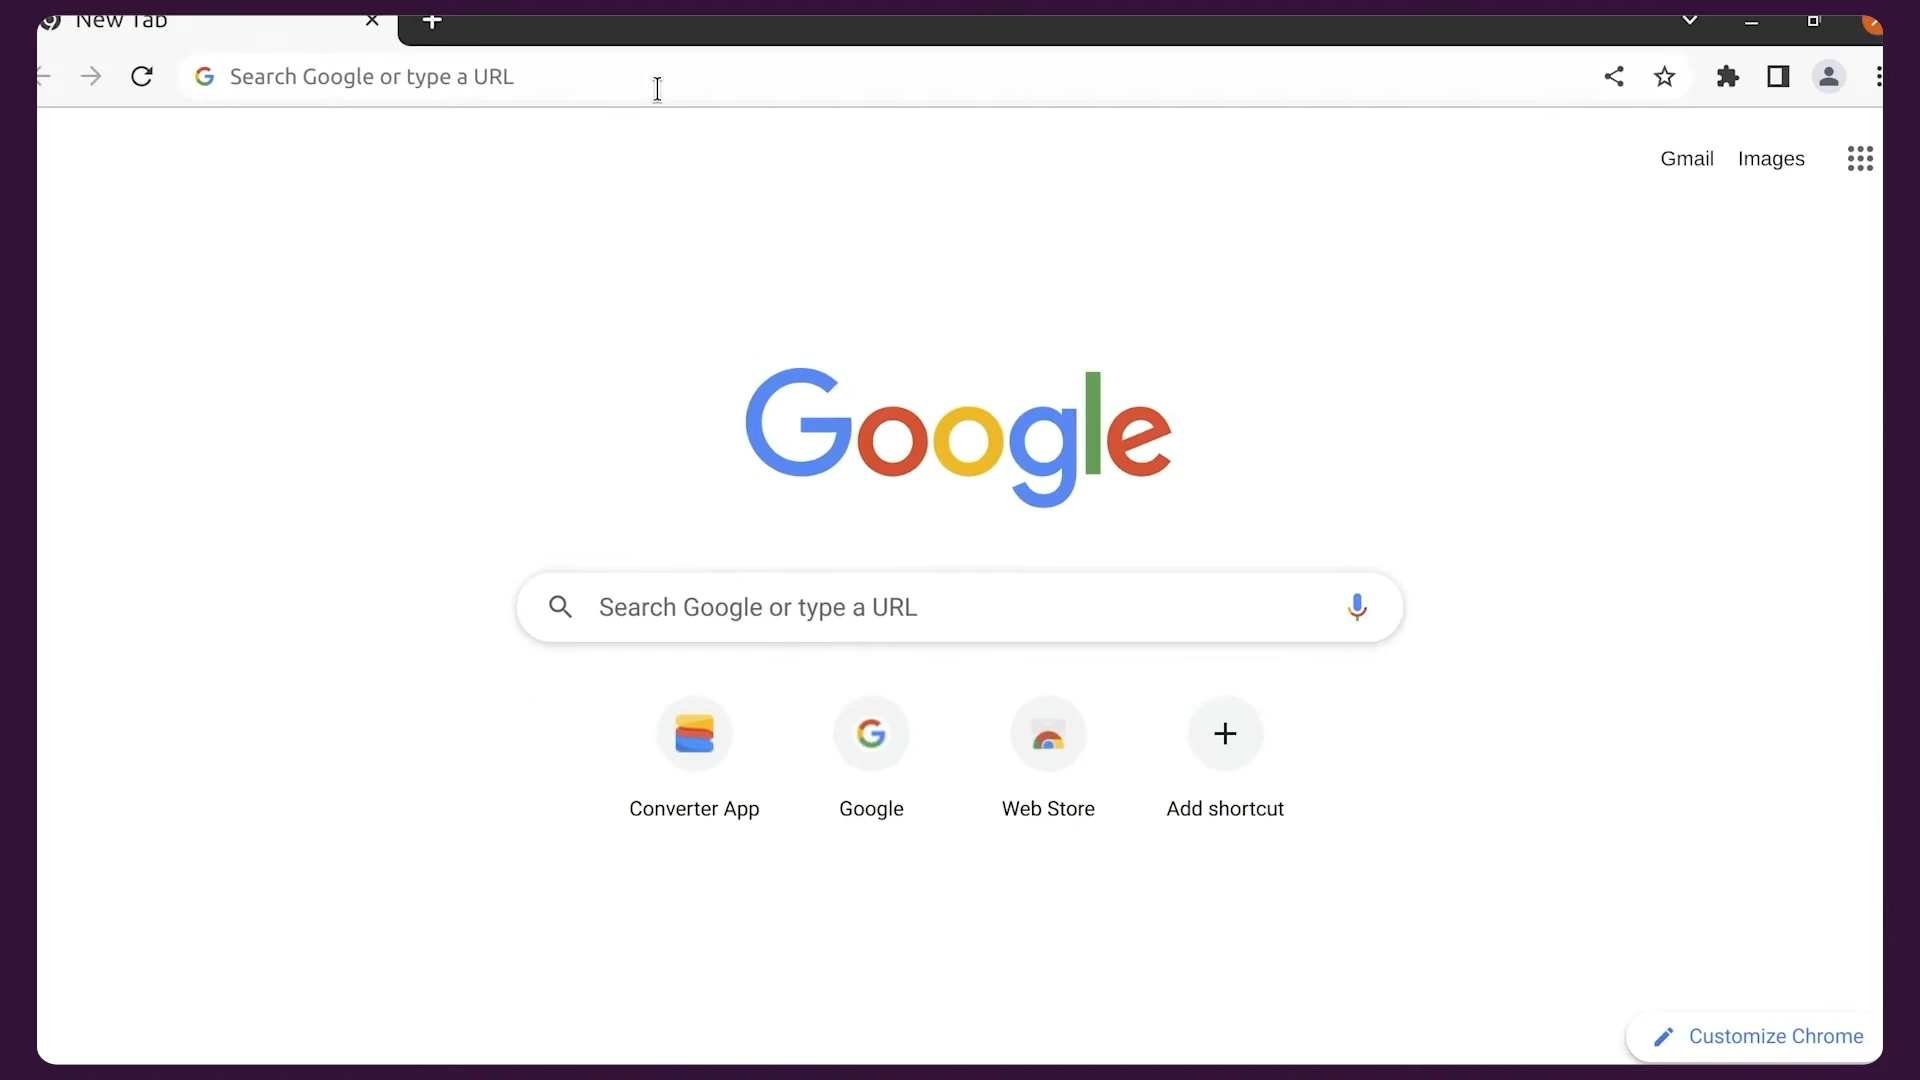 New Tab
Search Google or type a URL
Gmail Images
Google
Search Google or type a URL
Converter App Google Web Store Add shortcut
Customize Chrome